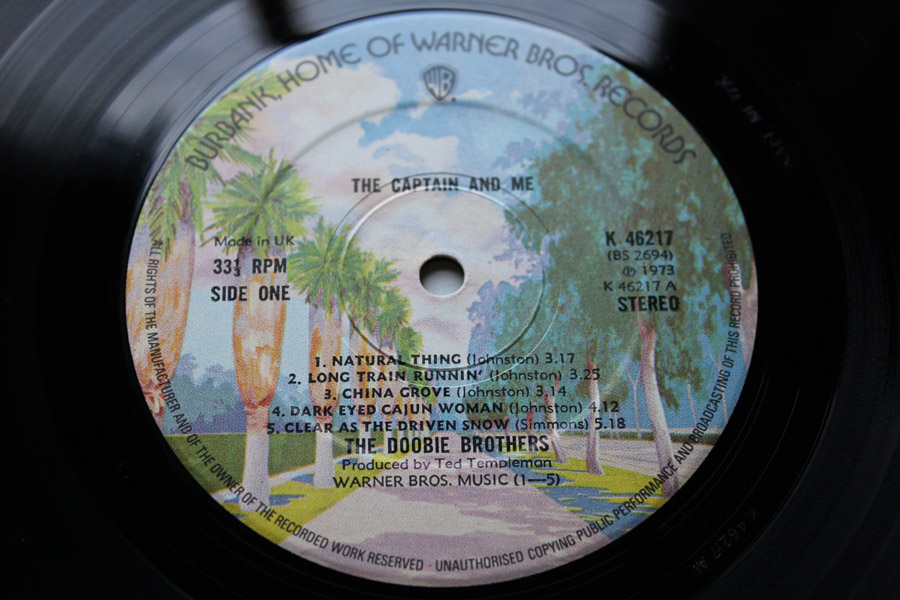 BURBANK, HOME OF WARNER BROS. RECORDS
WB
THE CAPTAIN AND ME
Made in UK
33⅓ RPM
SIDE ONE
K 46217
(BS 2694)
℗ 1973
K 46217 A
STEREO
1. NATURAL THING (Johnston) 3.17
2. LONG TRAIN RUNNIN' (Johnston) 3.25
3. CHINA GROVE (Johnston) 3.14
4. DARK EYED CAJUN WOMAN (Johnston) 4.12
5. CLEAR AS THE DRIVEN SNOW (Simmons) 5.18
THE DOOBIE BROTHERS
Produced by Ted Templeman
WARNER BROS. MUSIC (1—5)
ALL RIGHTS OF THE MANUFACTURER AND OF THE OWNER OF THE RECORDED WORK RESERVED · UNAUTHORISED COPYING PUBLIC PERFORMANCE AND BROADCASTING OF THIS RECORD PROHIBITED